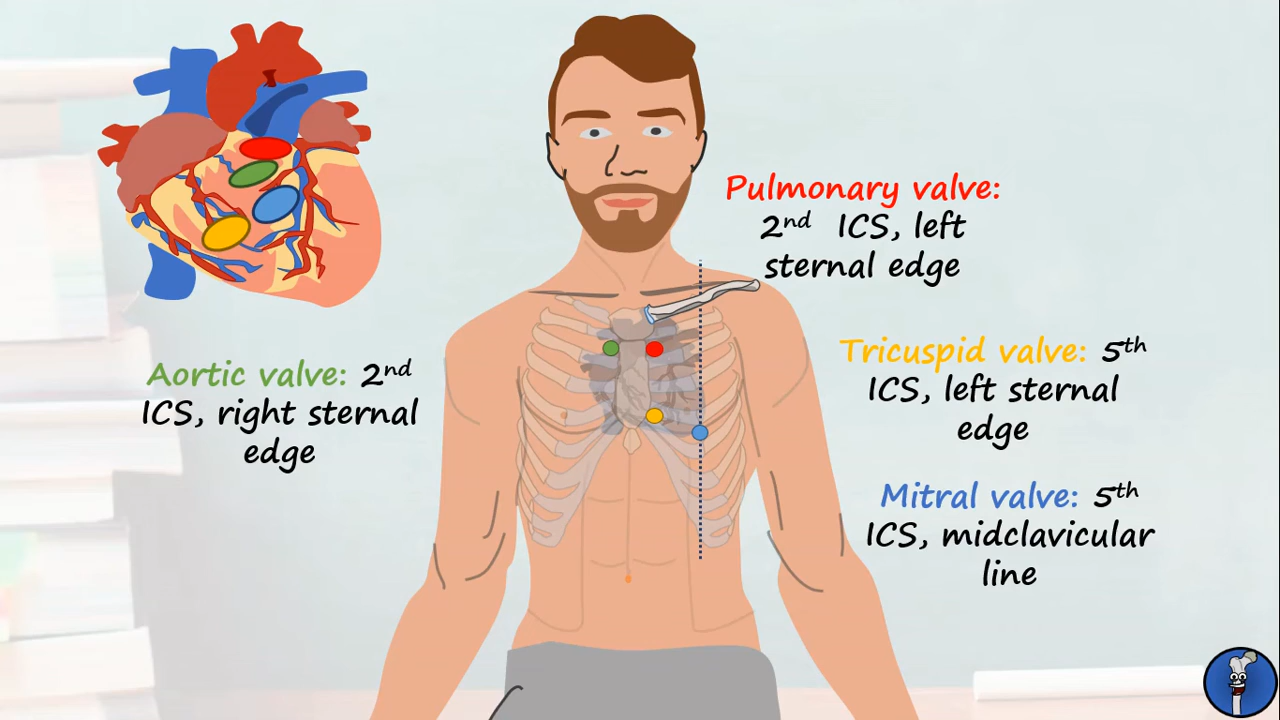 Pulmonary valve:
2nd ICS, left
sternal edge
Tricuspid valve: 5th
ICS, left sternal
edge
Aortic valve: 2nd
ICS, right sternal
edge
Mitral valve: 5th
ICS, midclavicular
line